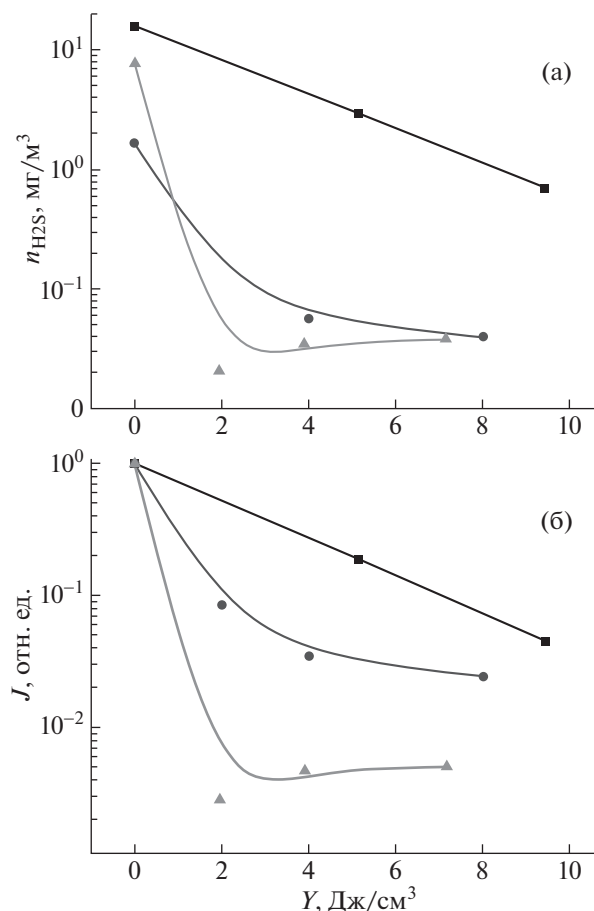 (а)
10¹
10⁰
10⁻¹
0
n_H2S, мг/м³
0 2 4 6 8 10
(б)
10⁰
10⁻¹
10⁻²
J, отн. ед.
0 2 4 6 8 10
Y, Дж/см³